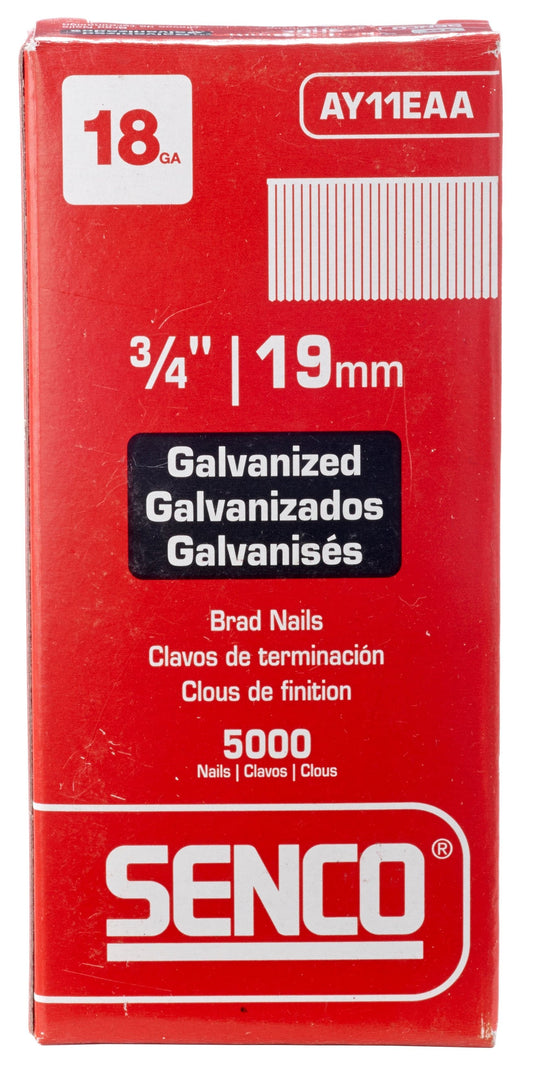 18GA
AY11EAA
3/4" | 19mm
Galvanized
Galvanizados
Galvanisés
Brad Nails
Clavos de terminación
Clous de finition
5000
Nails | Clavos | Clous
SENCO®